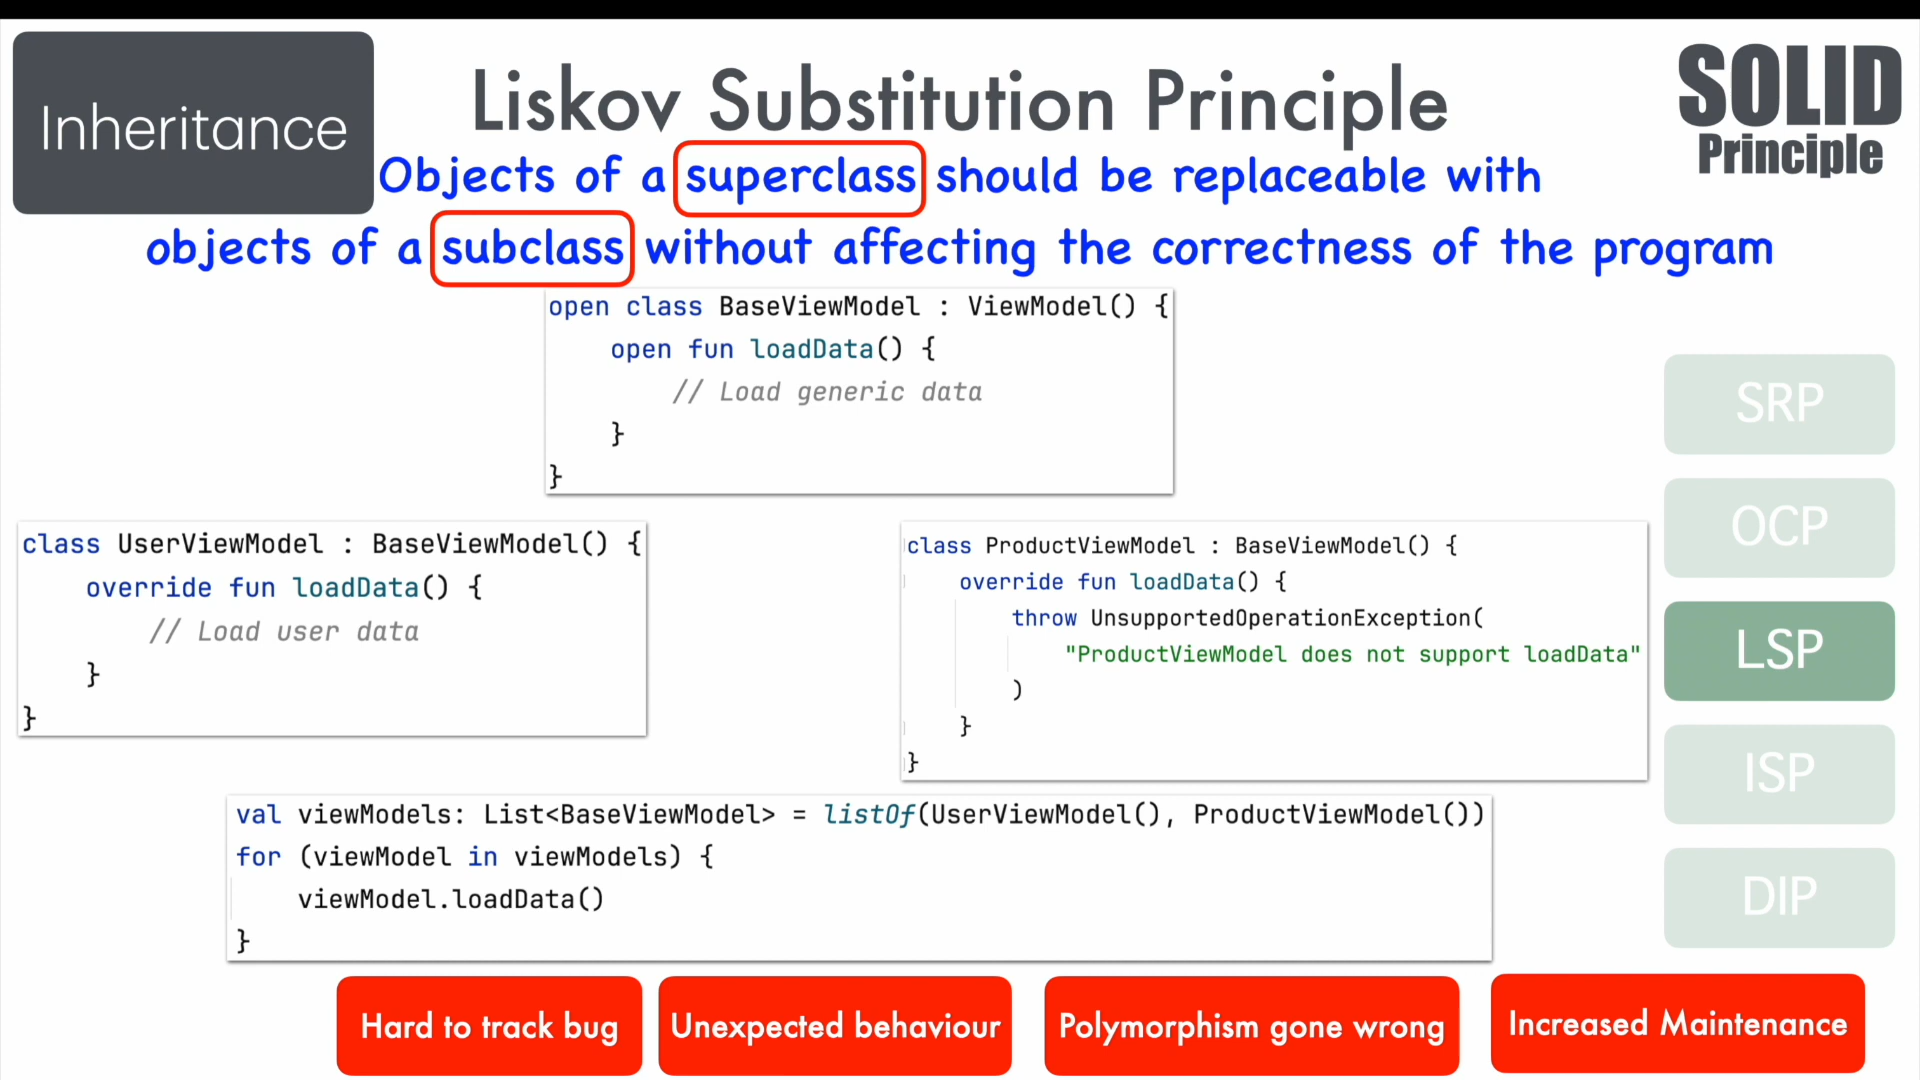 Inheritance
Liskov Substitution Principle
SOLID
Principle
Objects of a superclass should be replaceable with
objects of a subclass without affecting the correctness of the program
open class BaseViewModel : ViewModel() {
    open fun loadData() {
        // Load generic data
    }
}
class UserViewModel : BaseViewModel() {
    override fun loadData() {
        // Load user data
    }
}
class ProductViewModel : BaseViewModel() {
    override fun loadData() {
        throw UnsupportedOperationException(
            "ProductViewModel does not support loadData"
        )
    }
}
val viewModels: List<BaseViewModel> = listOf(UserViewModel(), ProductViewModel())
for (viewModel in viewModels) {
    viewModel.loadData()
}
SRP
OCP
LSP
ISP
DIP
Hard to track bug
Unexpected behaviour
Polymorphism gone wrong
Increased Maintenance